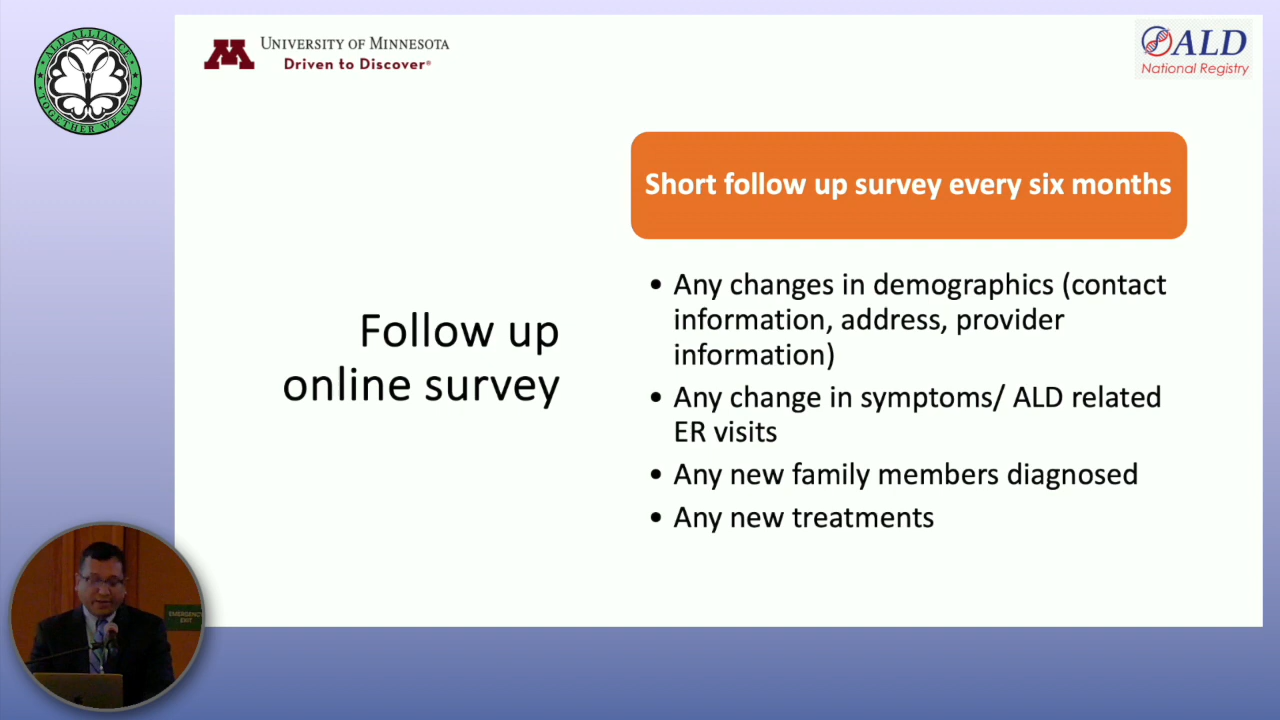 ALD ALLIANCE
TOGETHER WE CAN
UNIVERSITY OF MINNESOTA
Driven to Discover®
ALD
National Registry
Short follow up survey every six months
Follow up
online survey
• Any changes in demographics (contact
information, address, provider
information)
• Any change in symptoms/ ALD related
ER visits
• Any new family members diagnosed
• Any new treatments
EMERGENCY
EXIT